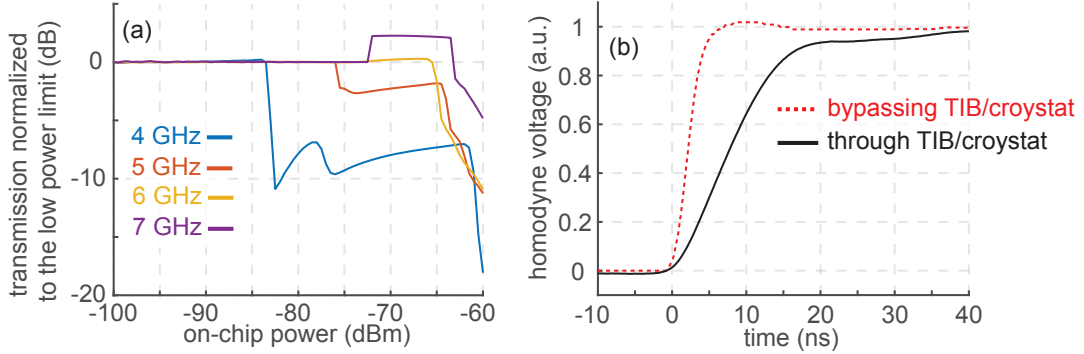 transmission normalized
to the low power limit (dB)
(a)
0
-10
-20
4 GHz
5 GHz
6 GHz
7 GHz
-100
-90
-80
-70
-60
on-chip power (dBm)
homodyne voltage (a.u.)
(b)
1
0.8
0.6
0.4
0.2
0
bypassing TIB/croystat
through TIB/croystat
-10
0
10
20
30
40
time (ns)